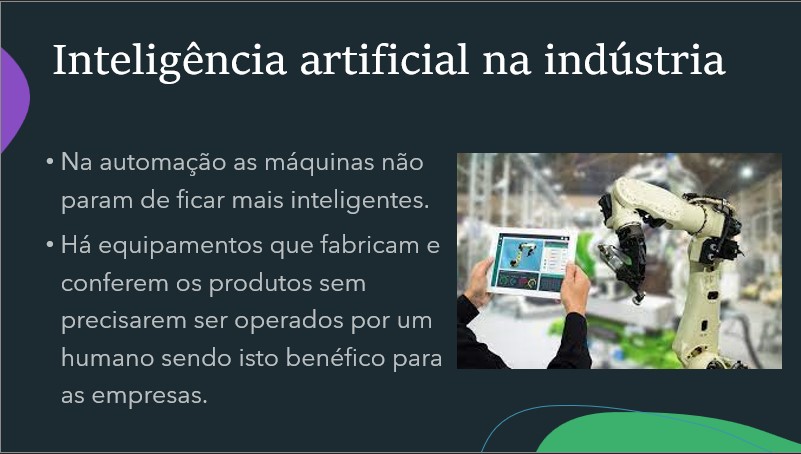 Inteligência artificial na indústria
• Na automação as máquinas não
param de ficar mais inteligentes.
• Há equipamentos que fabricam e
conferem os produtos sem
precisarem ser operados por um
humano sendo isto benéfico para
as empresas.